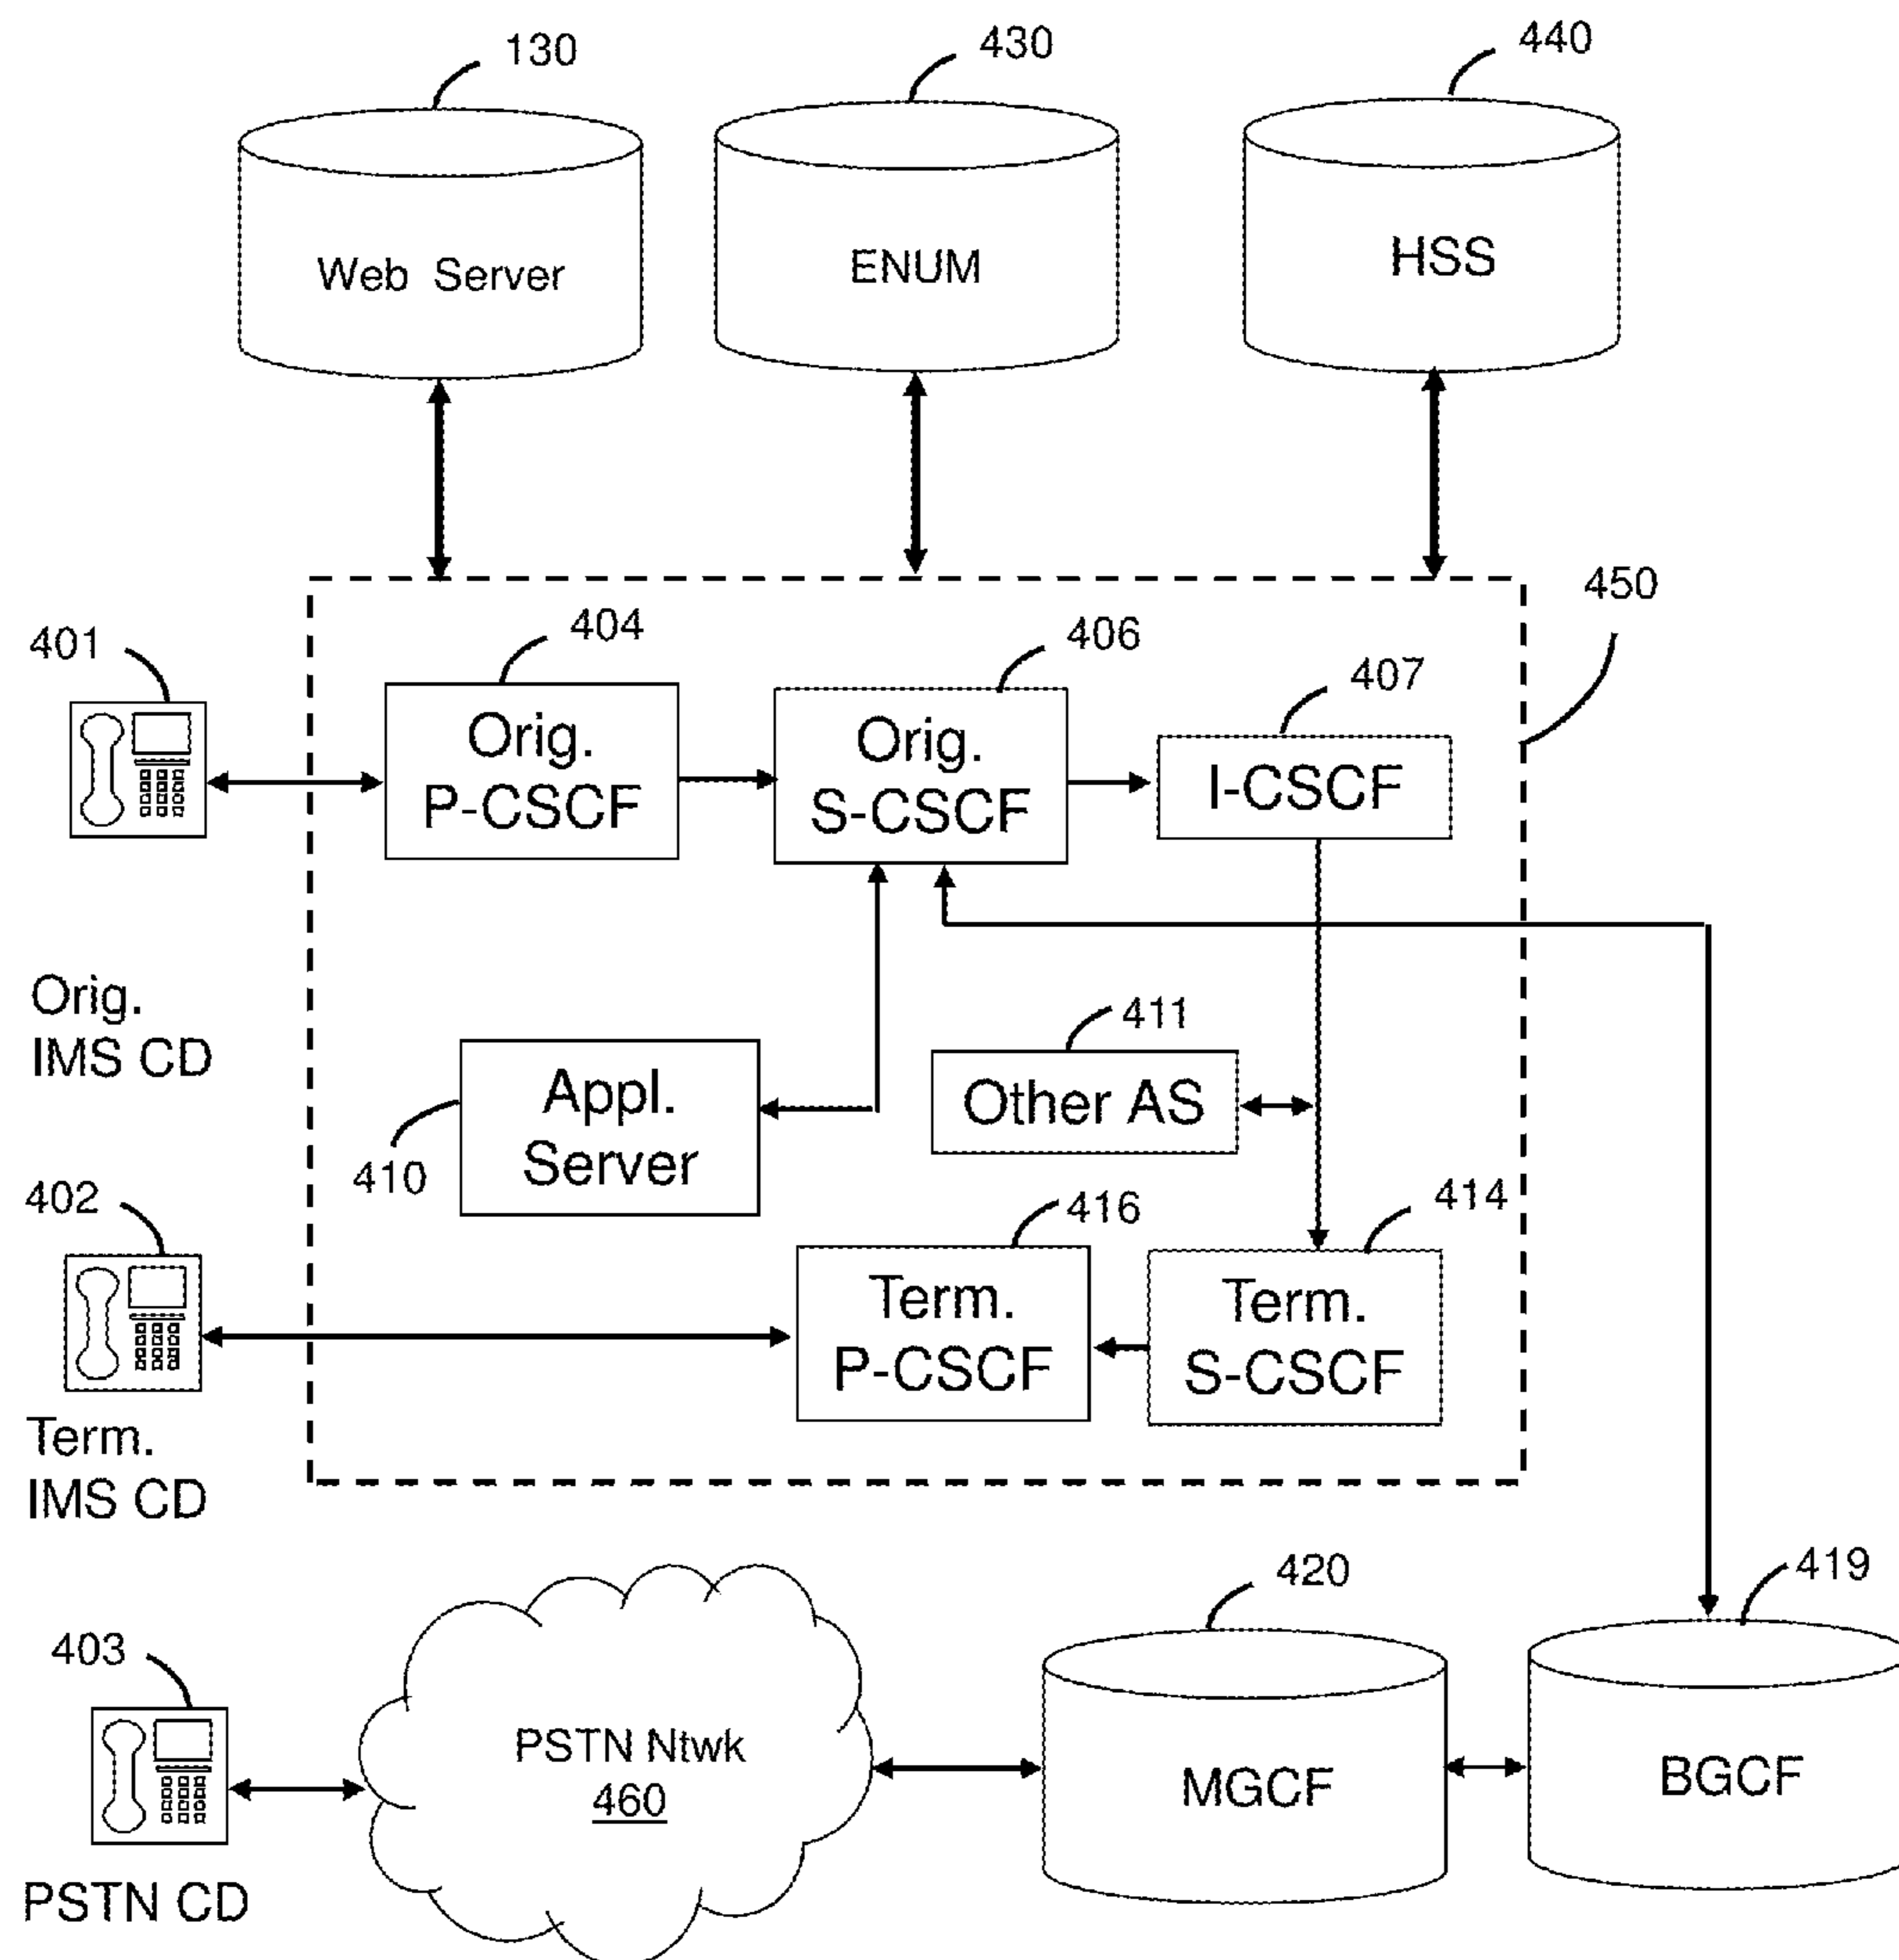 130
430
440
Web Server
ENUM
HSS
450
401
404
406
407
Orig.
P-CSCF
Orig.
S-CSCF
I-CSCF
Orig.
IMS CD
411
Appl.
Server
Other AS
410
402
416
414
Term.
P-CSCF
Term.
S-CSCF
Term.
IMS CD
420
419
403
PSTN Ntwk
460
MGCF
BGCF
PSTN CD